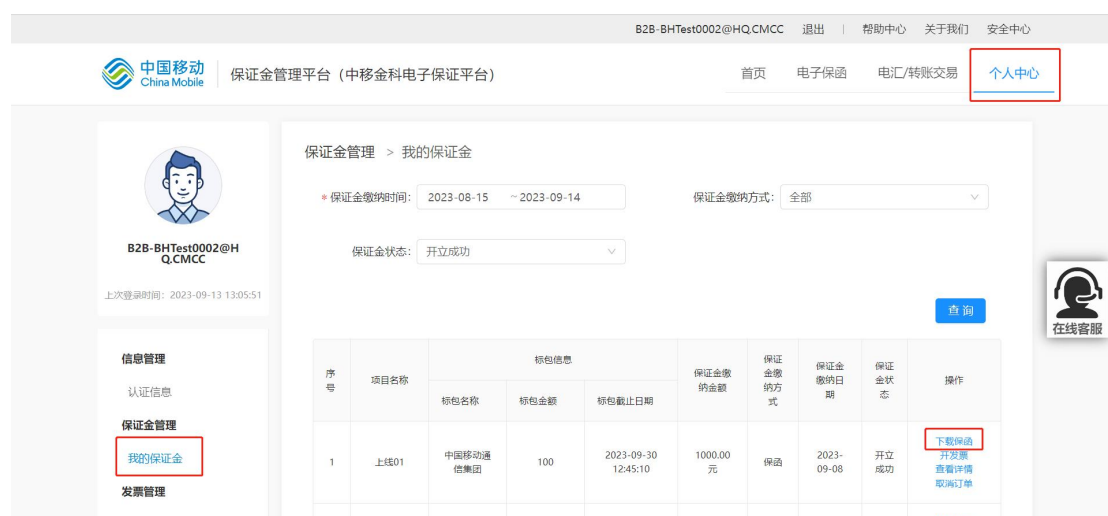 B2B-BHTest0002@HQ.CMCC 退出 | 帮助中心 关于我们 安全中心
中国移动
China Mobile
保证金管理平台（中移金科电子保证平台）
首页 电子保函 电汇/转账交易 个人中心
B2B-BHTest0002@H
Q.CMCC
上次登录时间：2023-09-13 13:05:51
信息管理
认证信息
保证金管理
我的保证金
发票管理
保证金管理 > 我的保证金
* 保证金缴纳时间： 2023-08-15 ~ 2023-09-14 保证金缴纳方式： 全部
保证金状态： 开立成功
查 询
在线客服
序号 项目名称 标包信息 保证金缴纳金额 保证金缴纳方式 保证金缴纳日期 保证金状态 操作
标包名称 标包金额 标包截止日期
1 上线01 中国移动通信集团 100 2023-09-30 12:45:10 1000.00元 保函 2023-09-08 开立成功 下载保函
开发票
查看详情
取消订单